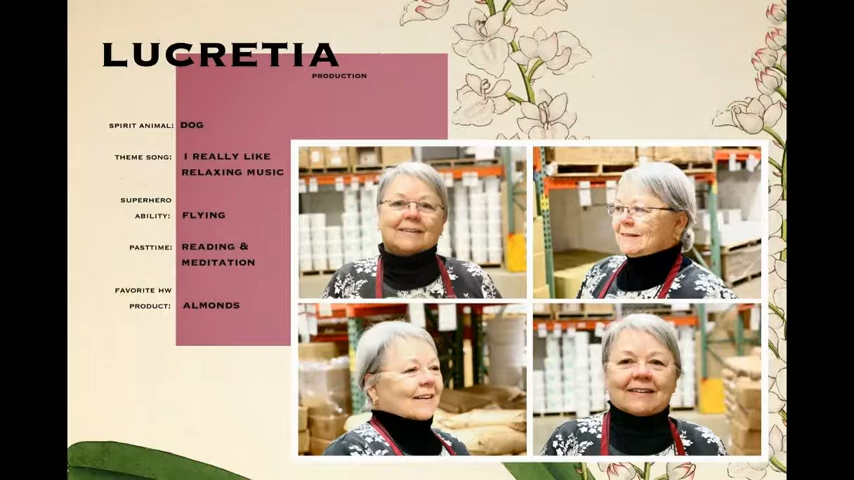 LUCRETIA
PRODUCTION
SPIRIT ANIMAL: DOG
THEME SONG: I REALLY LIKE
RELAXING MUSIC
SUPERHERO
ABILITY: FLYING
PASTTIME: READING &
MEDITATION
FAVORITE HW
PRODUCT: ALMONDS